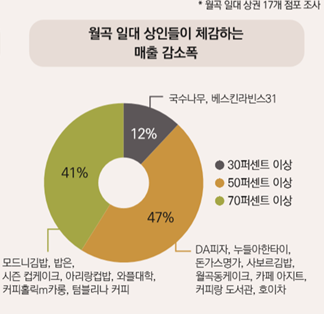 * 월곡 일대 상권 17개 점포 조사
월곡 일대 상인들이 체감하는
매출 감소폭
국수나무, 베스킨라빈스31
12%
41%
47%
30퍼센트 이상
50퍼센트 이상
70퍼센트 이상
모드니김밥, 밥은,
시즌 컵케이크, 아리랑컵밥, 와플대학,
커피홀릭m카롱, 텀블리나 커피
DA피자, 누들아한타이,
돈가스명가, 사보르김밥,
월곡동케이크, 카페 아지트,
커피랑 도서관, 호이차